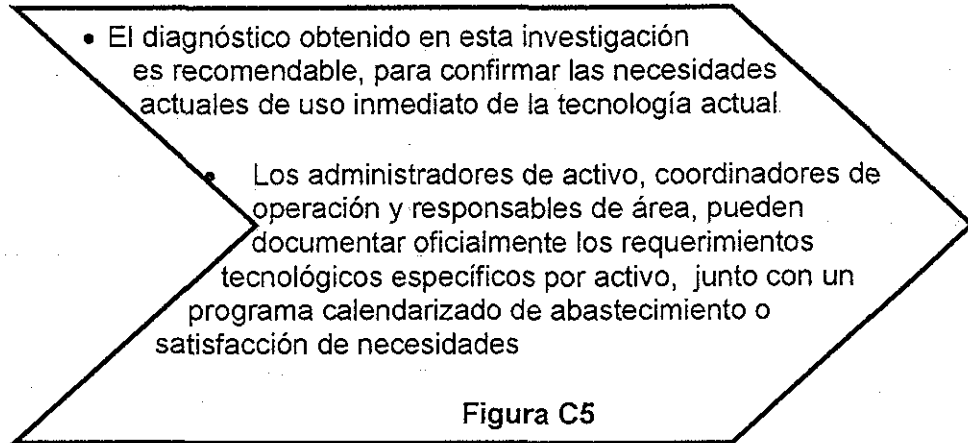 • El diagnóstico obtenido en esta investigación
es recomendable, para confirmar las necesidades
actuales de uso inmediato de la tecnología actual
• Los administradores de activo, coordinadores de
operación y responsables de área, pueden
documentar oficialmente los requerimientos
tecnológicos específicos por activo, junto con un
programa calendarizado de abastecimiento o
satisfacción de necesidades
Figura C5